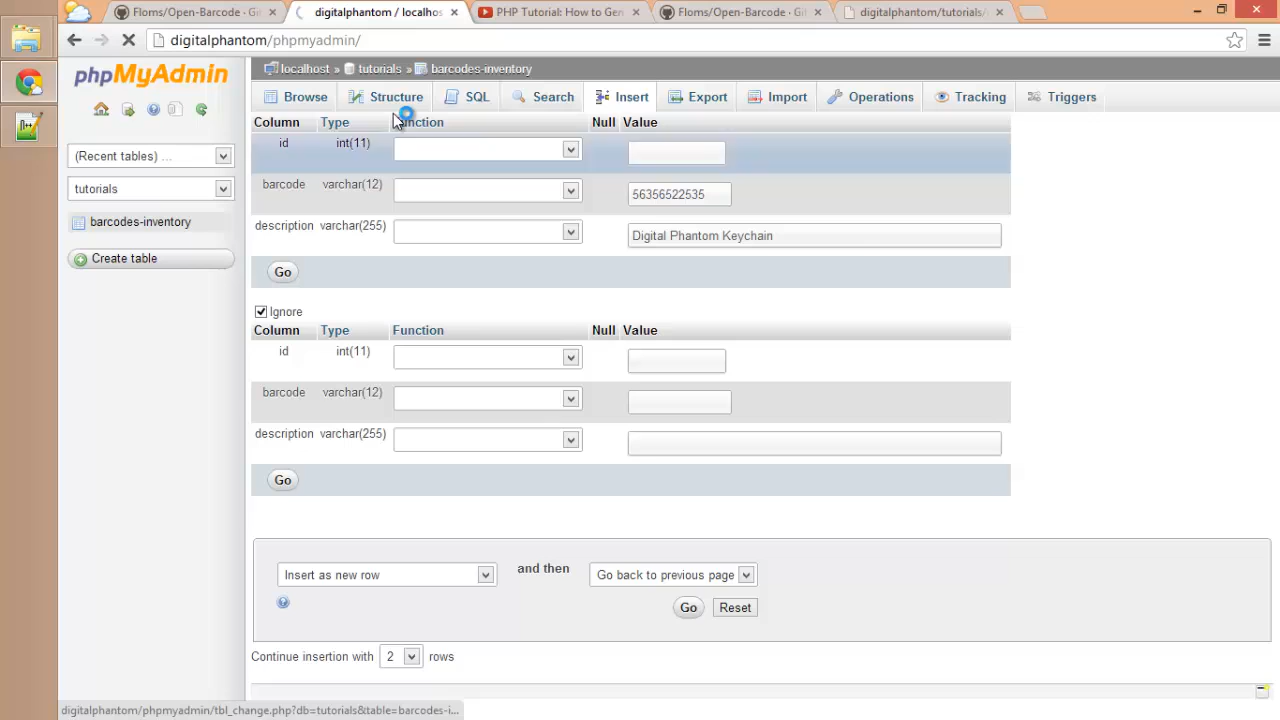 Floms/Open-Barcode · Git
digitalphantom / localhos
PHP Tutorial: How to Gen
Floms/Open-Barcode · Git
digitalphantom/tutorials/
digitalphantom/phpmyadmin/
phpMyAdmin
localhost » tutorials » barcodes-inventory
Browse Structure SQL Search Insert Export Import Operations Tracking Triggers
(Recent tables) ...
tutorials
barcodes-inventory
Create table
Column Type Function Null Value
id int(11)
barcode varchar(12) 56356522535
description varchar(255) Digital Phantom Keychain
Go
Ignore
Column Type Function Null Value
id int(11)
barcode varchar(12)
description varchar(255)
Go
Insert as new row and then Go back to previous page
Go Reset
Continue insertion with 2 rows
digitalphantom/phpmyadmin/tbl_change.php?db=tutorials&table=barcodes-i...